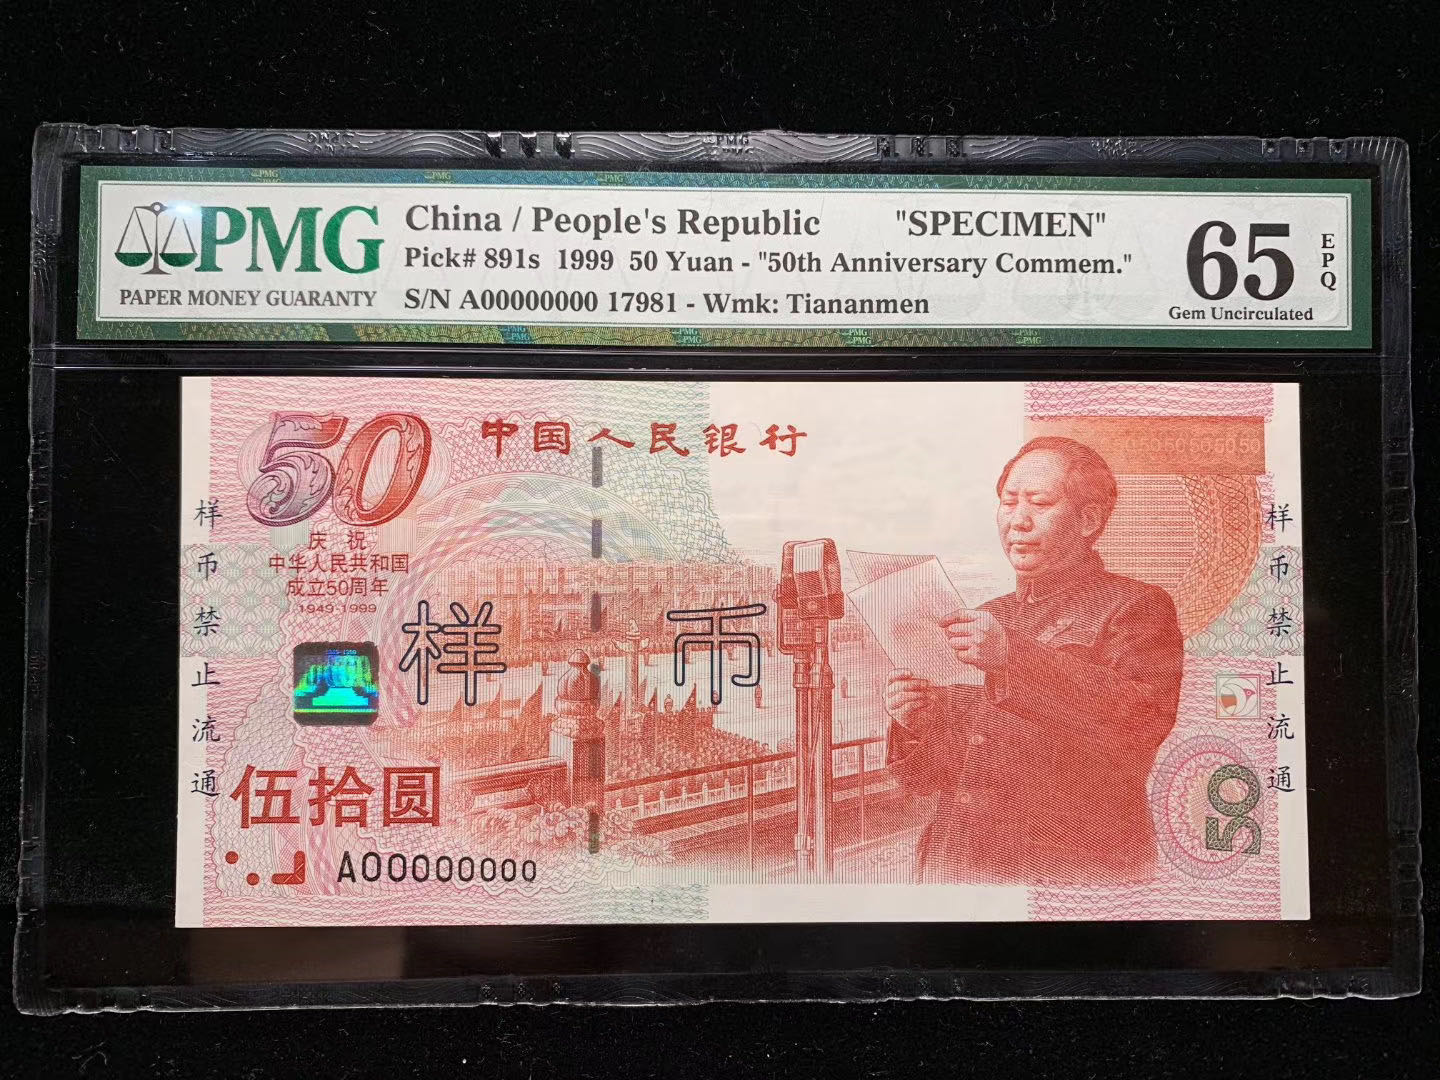 PMG
PAPER MONEY GUARANTY
China / People's Republic "SPECIMEN"
Pick# 891s 1999 50 Yuan - "50th Anniversary Commem."
S/N A00000000 17981 - Wmk: Tiananmen
65
EPQ
Gem Uncirculated
50
中国人民银行
庆祝
中华人民共和国
成立50周年
1949-1999
样币禁止流通
样币
样币禁止流通
伍拾圆
A00000000
50